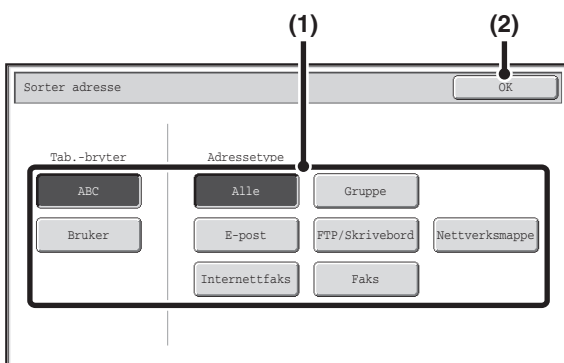 (1) (2)
Sorter adresse OK
Tab.-bryter Adressetype
ABC Alle Gruppe
Bruker E-post FTP/Skrivebord Nettverksmappe
Internettfaks Faks